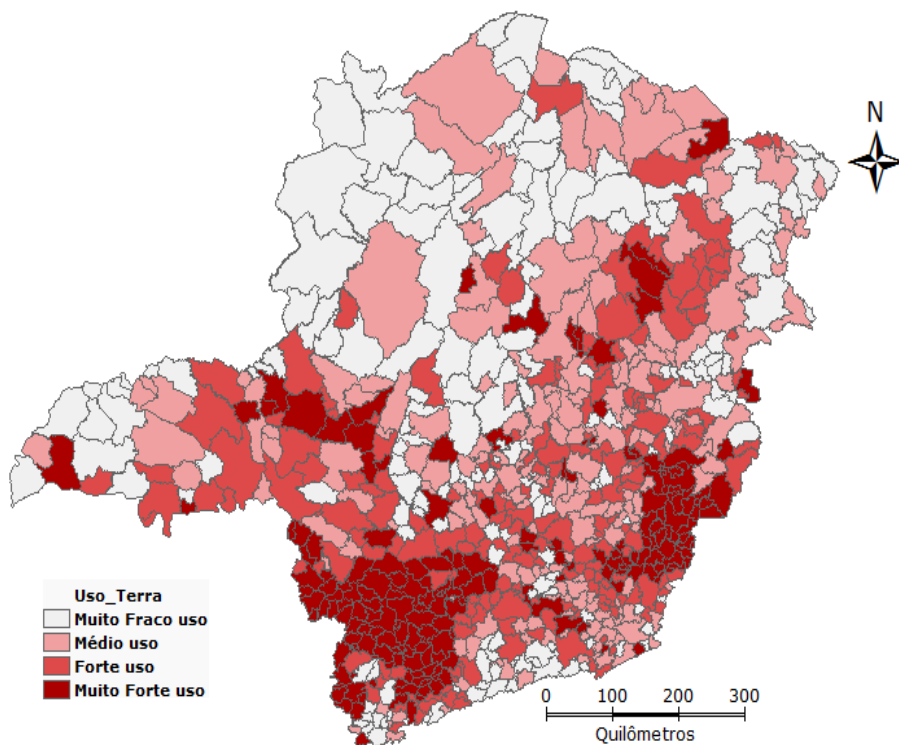 N
Uso_Terra
Muito Fraco uso
Médio uso
Forte uso
Muito Forte uso
0 100 200 300
Quilômetros